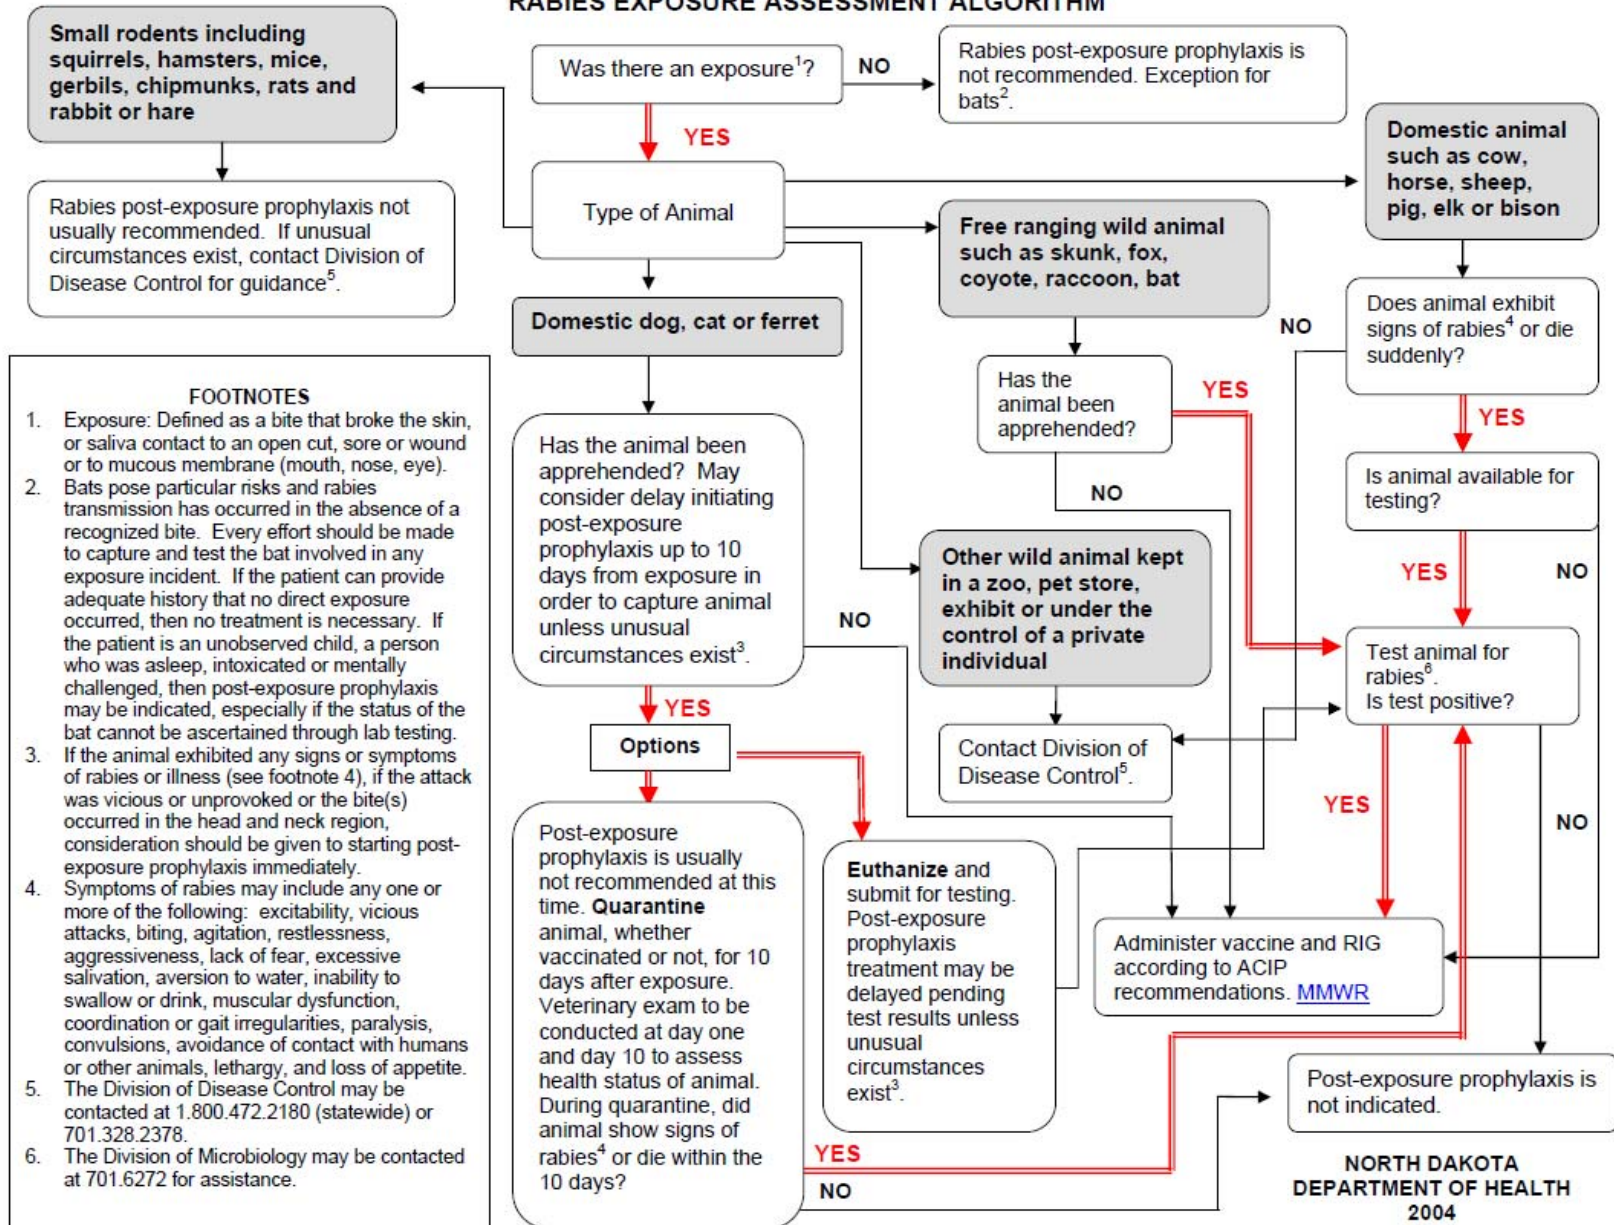 RABIES EXPOSURE ASSESSMENT ALGORITHM
Small rodents including
squirrels, hamsters, mice,
gerbils, chipmunks, rats and
rabbit or hare
Was there an exposure1?
NO
Rabies post-exposure prophylaxis is
not recommended. Exception for
bats2.
YES
Domestic animal
such as cow,
horse, sheep,
pig, elk or bison
Rabies post-exposure prophylaxis not
usually recommended. If unusual
circumstances exist, contact Division of
Disease Control for guidance5.
Type of Animal
Free ranging wild animal
such as skunk, fox,
coyote, raccoon, bat
Domestic dog, cat or ferret
Does animal exhibit
signs of rabies4 or die
suddenly?
NO
YES
Has the
animal been
apprehended?
YES
NO
Is animal available for
testing?
YES
NO
Has the animal been
apprehended? May
consider delay initiating
post-exposure
prophylaxis up to 10
days from exposure in
order to capture animal
unless unusual
circumstances exist3.
NO
YES
Other wild animal kept
in a zoo, pet store,
exhibit or under the
control of a private
individual
Contact Division of
Disease Control5.
Test animal for
rabies6.
Is test positive?
YES
NO
Options
Post-exposure
prophylaxis is usually
not recommended at this
time. Quarantine
animal, whether
vaccinated or not, for 10
days after exposure.
Veterinary exam to be
conducted at day one
and day 10 to assess
health status of animal.
During quarantine, did
animal show signs of
rabies4 or die within the
10 days?
YES
NO
Euthanize and
submit for testing.
Post-exposure
prophylaxis
treatment may be
delayed pending
test results unless
unusual
circumstances
exist3.
Administer vaccine and RIG
according to ACIP
recommendations. MMWR
Post-exposure prophylaxis is
not indicated.
FOOTNOTES
1. Exposure: Defined as a bite that broke the skin,
or saliva contact to an open cut, sore or wound
or to mucous membrane (mouth, nose, eye).
2. Bats pose particular risks and rabies
transmission has occurred in the absence of a
recognized bite. Every effort should be made
to capture and test the bat involved in any
exposure incident. If the patient can provide
adequate history that no direct exposure
occurred, then no treatment is necessary. If
the patient is an unobserved child, a person
who was asleep, intoxicated or mentally
challenged, then post-exposure prophylaxis
may be indicated, especially if the status of the
bat cannot be ascertained through lab testing.
3. If the animal exhibited any signs or symptoms
of rabies or illness (see footnote 4), if the attack
was vicious or unprovoked or the bite(s)
occurred in the head and neck region,
consideration should be given to starting post-
exposure prophylaxis immediately.
4. Symptoms of rabies may include any one or
more of the following: excitability, vicious
attacks, biting, agitation, restlessness,
aggressiveness, lack of fear, excessive
salivation, aversion to water, inability to
swallow or drink, muscular dysfunction,
coordination or gait irregularities, paralysis,
convulsions, avoidance of contact with humans
or other animals, lethargy, and loss of appetite.
5. The Division of Disease Control may be
contacted at 1.800.472.2180 (statewide) or
701.328.2378.
6. The Division of Microbiology may be contacted
at 701.6272 for assistance.
NORTH DAKOTA
DEPARTMENT OF HEALTH
2004